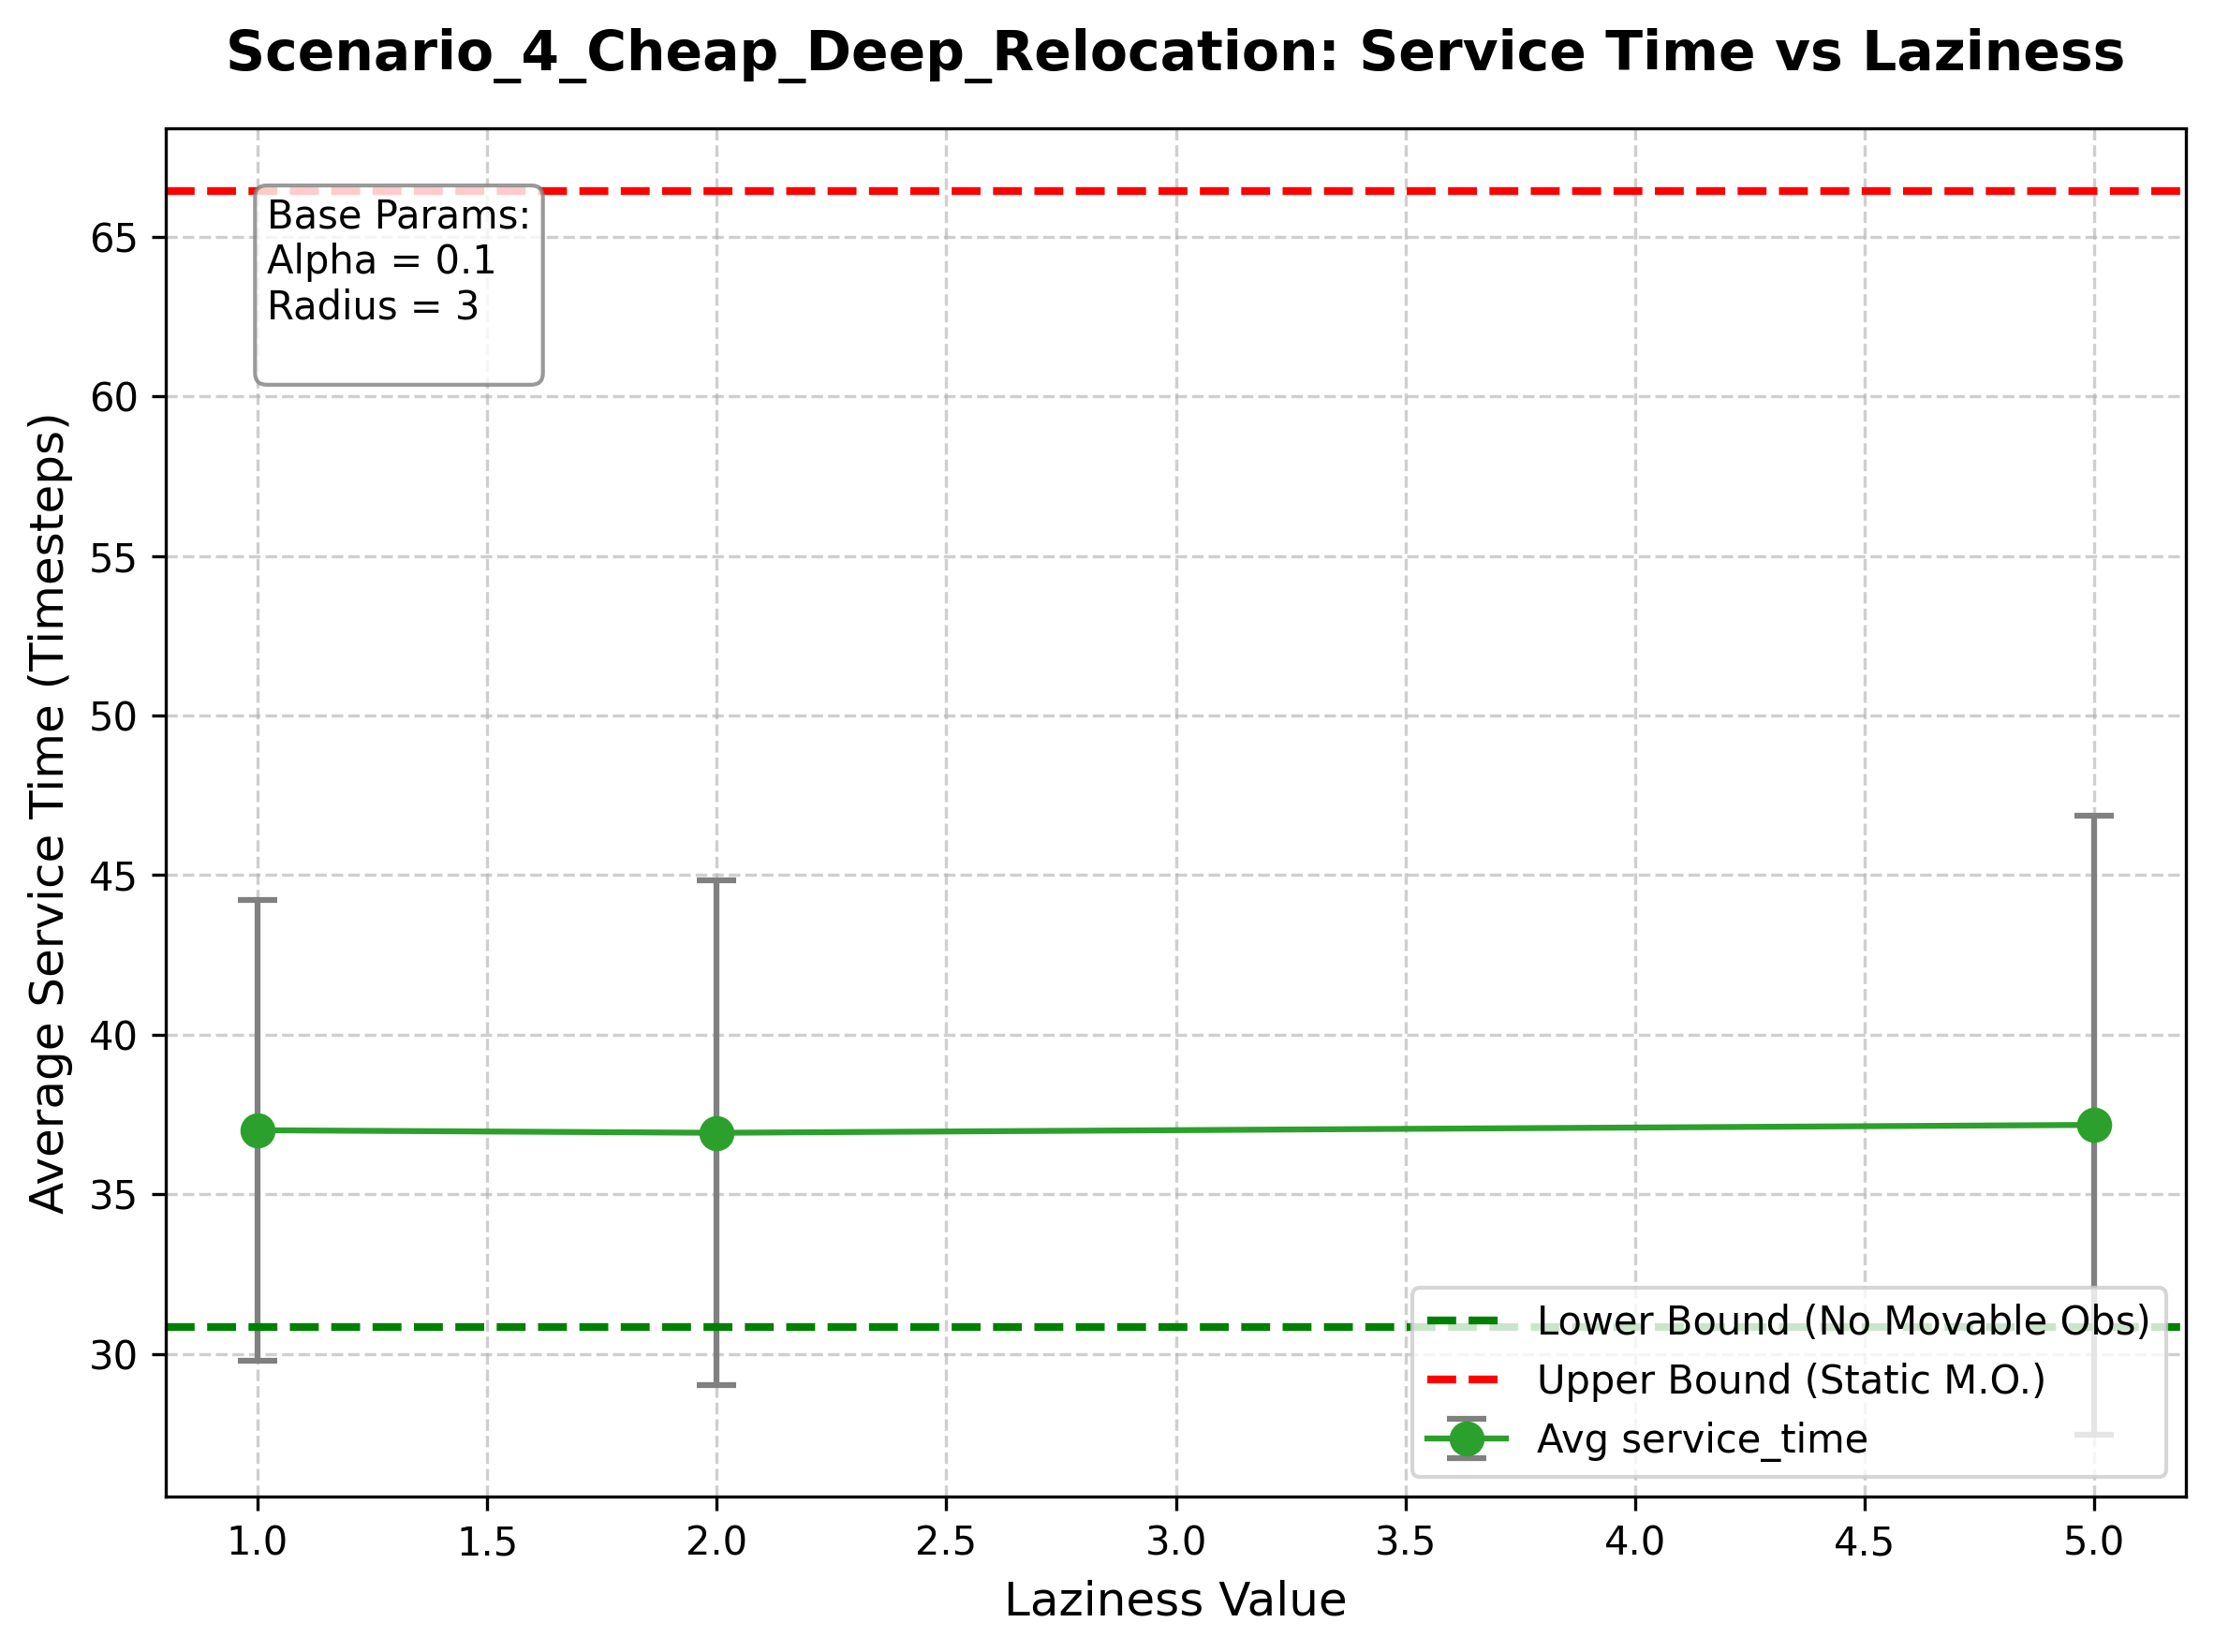 Scenario_4_Cheap_Deep_Relocation: Service Time vs Laziness
Base Params:
Alpha = 0.1
Radius = 3
Average Service Time (Timesteps)
65
60
55
50
45
40
35
30
Lower Bound (No Movable Obs)
Upper Bound (Static M.O.)
Avg service_time
1.0 1.5 2.0 2.5 3.0 3.5 4.0 4.5 5.0
Laziness Value